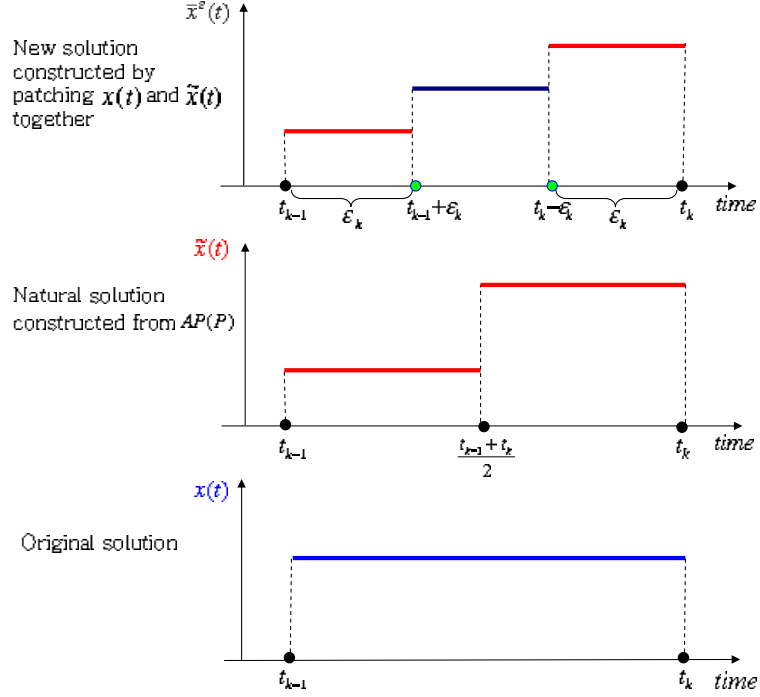 x̄^ε(t)
New solution
constructed by
patching x(t) and x̃(t)
together
t_{k-1} ε_k t_{k-1}+ε_k t_k-ε_k ε_k t_k time
x̃(t)
Natural solution
constructed from AP(P)
t_{k-1} (t_{k-1}+t_k)/2 t_k time
x(t)
Original solution
t_{k-1} t_k time